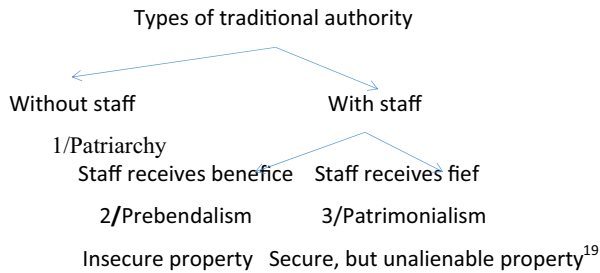 Types of traditional authority
Without staff With staff
1/Patriarchy
Staff receives benefice Staff receives fief
2/Prebendalism 3/Patrimonialism
Insecure property Secure, but unalienable property19